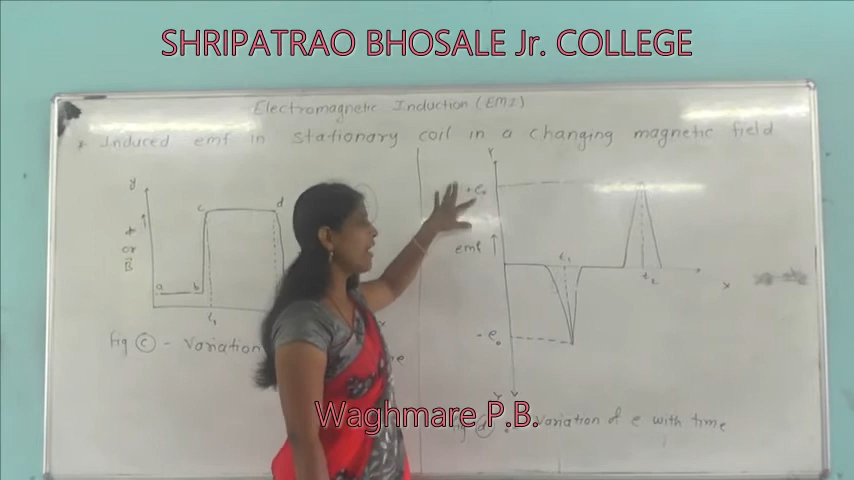 SHRIPATRAO BHOSALE Jr. COLLEGE
Electromagnetic Induction (EMI)
* Induced emf in stationary coil in a changing magnetic field
y
c
d
or
B
a
b
t1
Fig (c) - Variation
Y
+e0
emf ↑
t1
t2
x
-e0
Waghmare P.B.
Variation of e with time